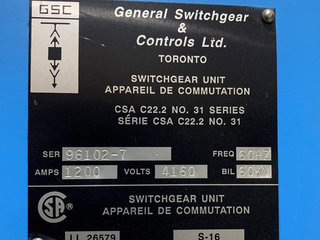 GSC
General Switchgear
&
Controls Ltd.
TORONTO
SWITCHGEAR UNIT
APPAREIL DE COMMUTATION
CSA C22.2 NO. 31 SERIES
SÉRIE CSA C22.2 NO. 31
SER 96102-7 FREQ 60HZ
AMPS 1200 VOLTS 4160 BIL 60KV
SWITCHGEAR UNIT
APPAREIL DE COMMUTATION
LL 26579 S-16